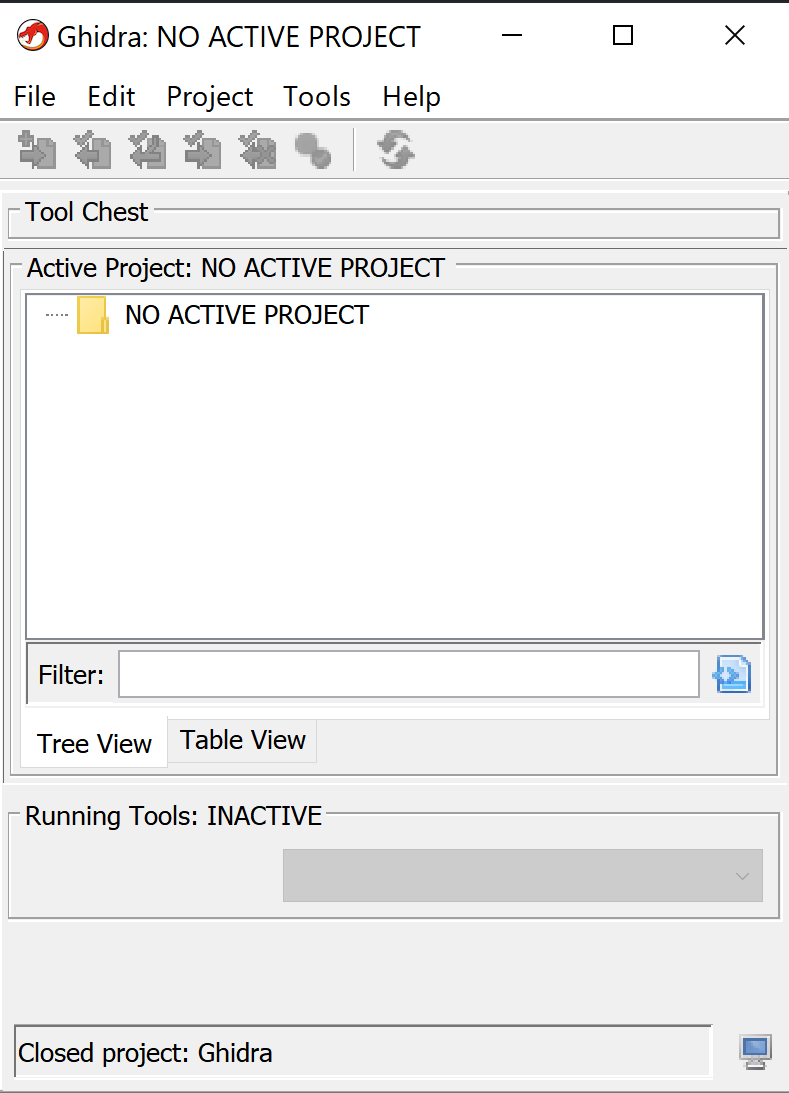 Ghidra: NO ACTIVE PROJECT
File Edit Project Tools Help
Tool Chest
Active Project: NO ACTIVE PROJECT
NO ACTIVE PROJECT
Filter:
Tree View Table View
Running Tools: INACTIVE
Closed project: Ghidra